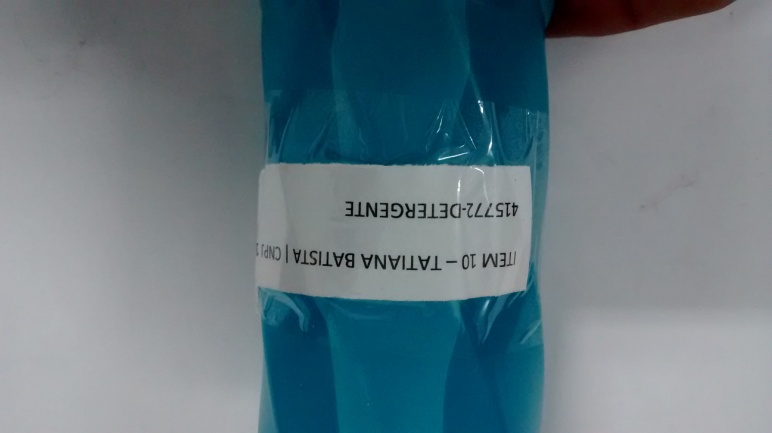 ITEM 10 – TATIANA BATISTA | CNPJ
415772-DETERGENTE